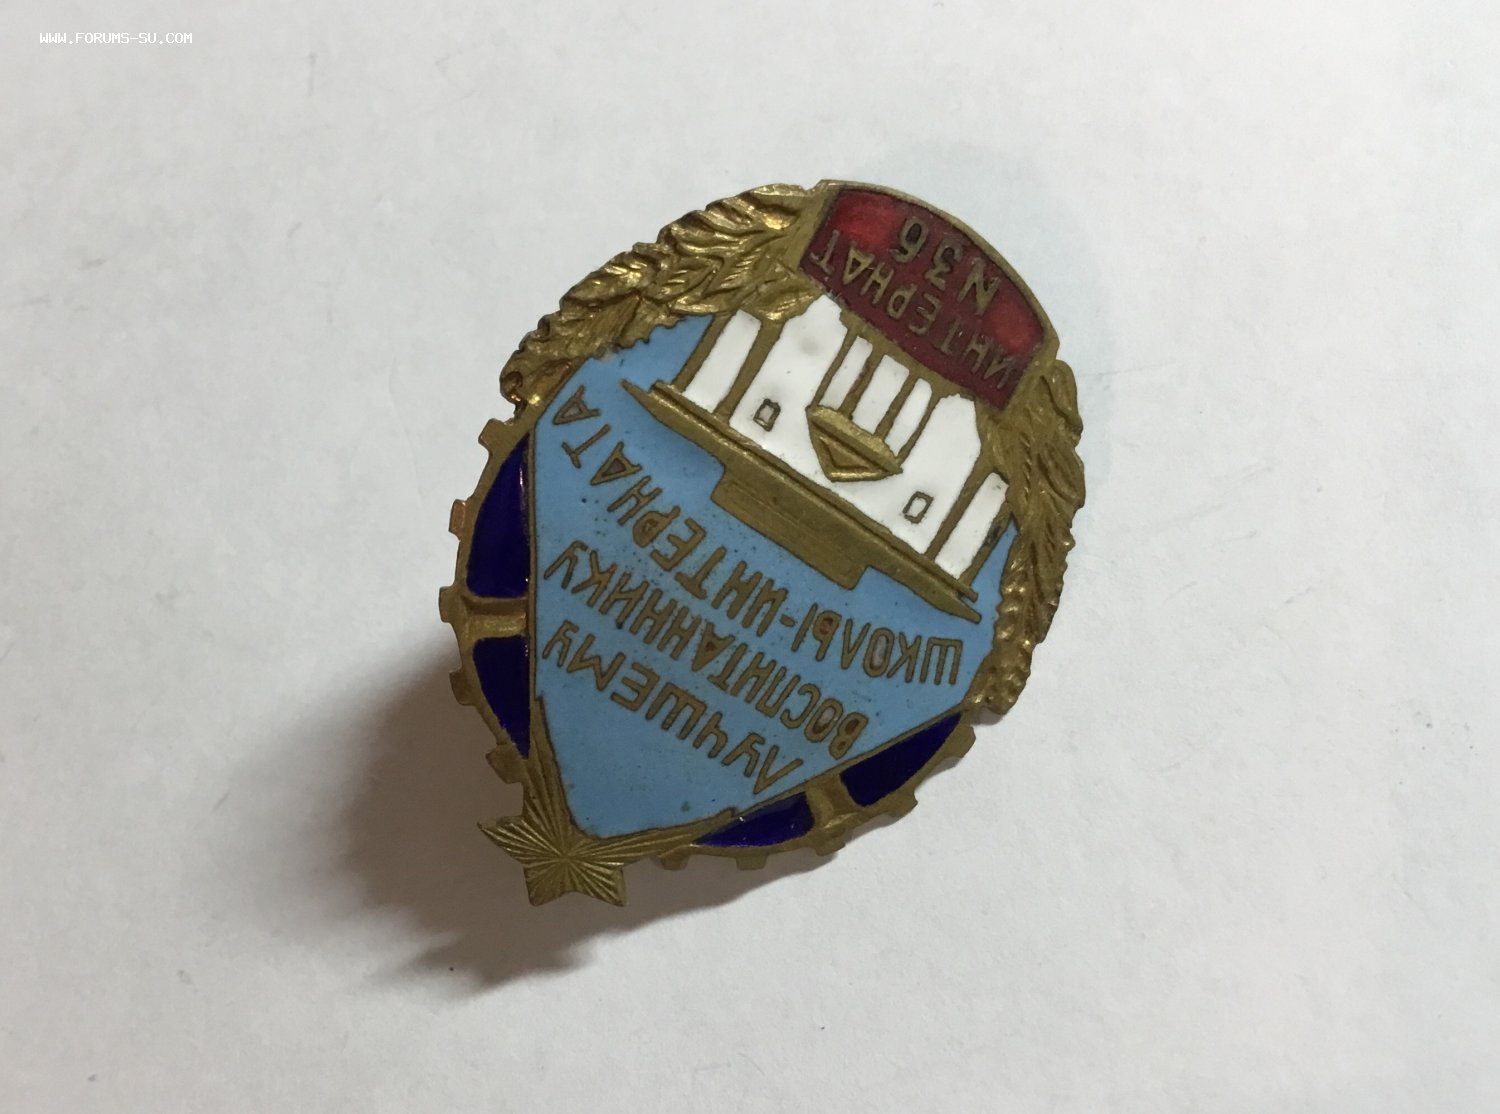 WWW.FORUMS-SU.COM
ЛУЧШЕМУ
ВОСПИТАННИКУ
ШКОЛЫ-ИНТЕРНАТА
ИНТЕРНАТ
N36